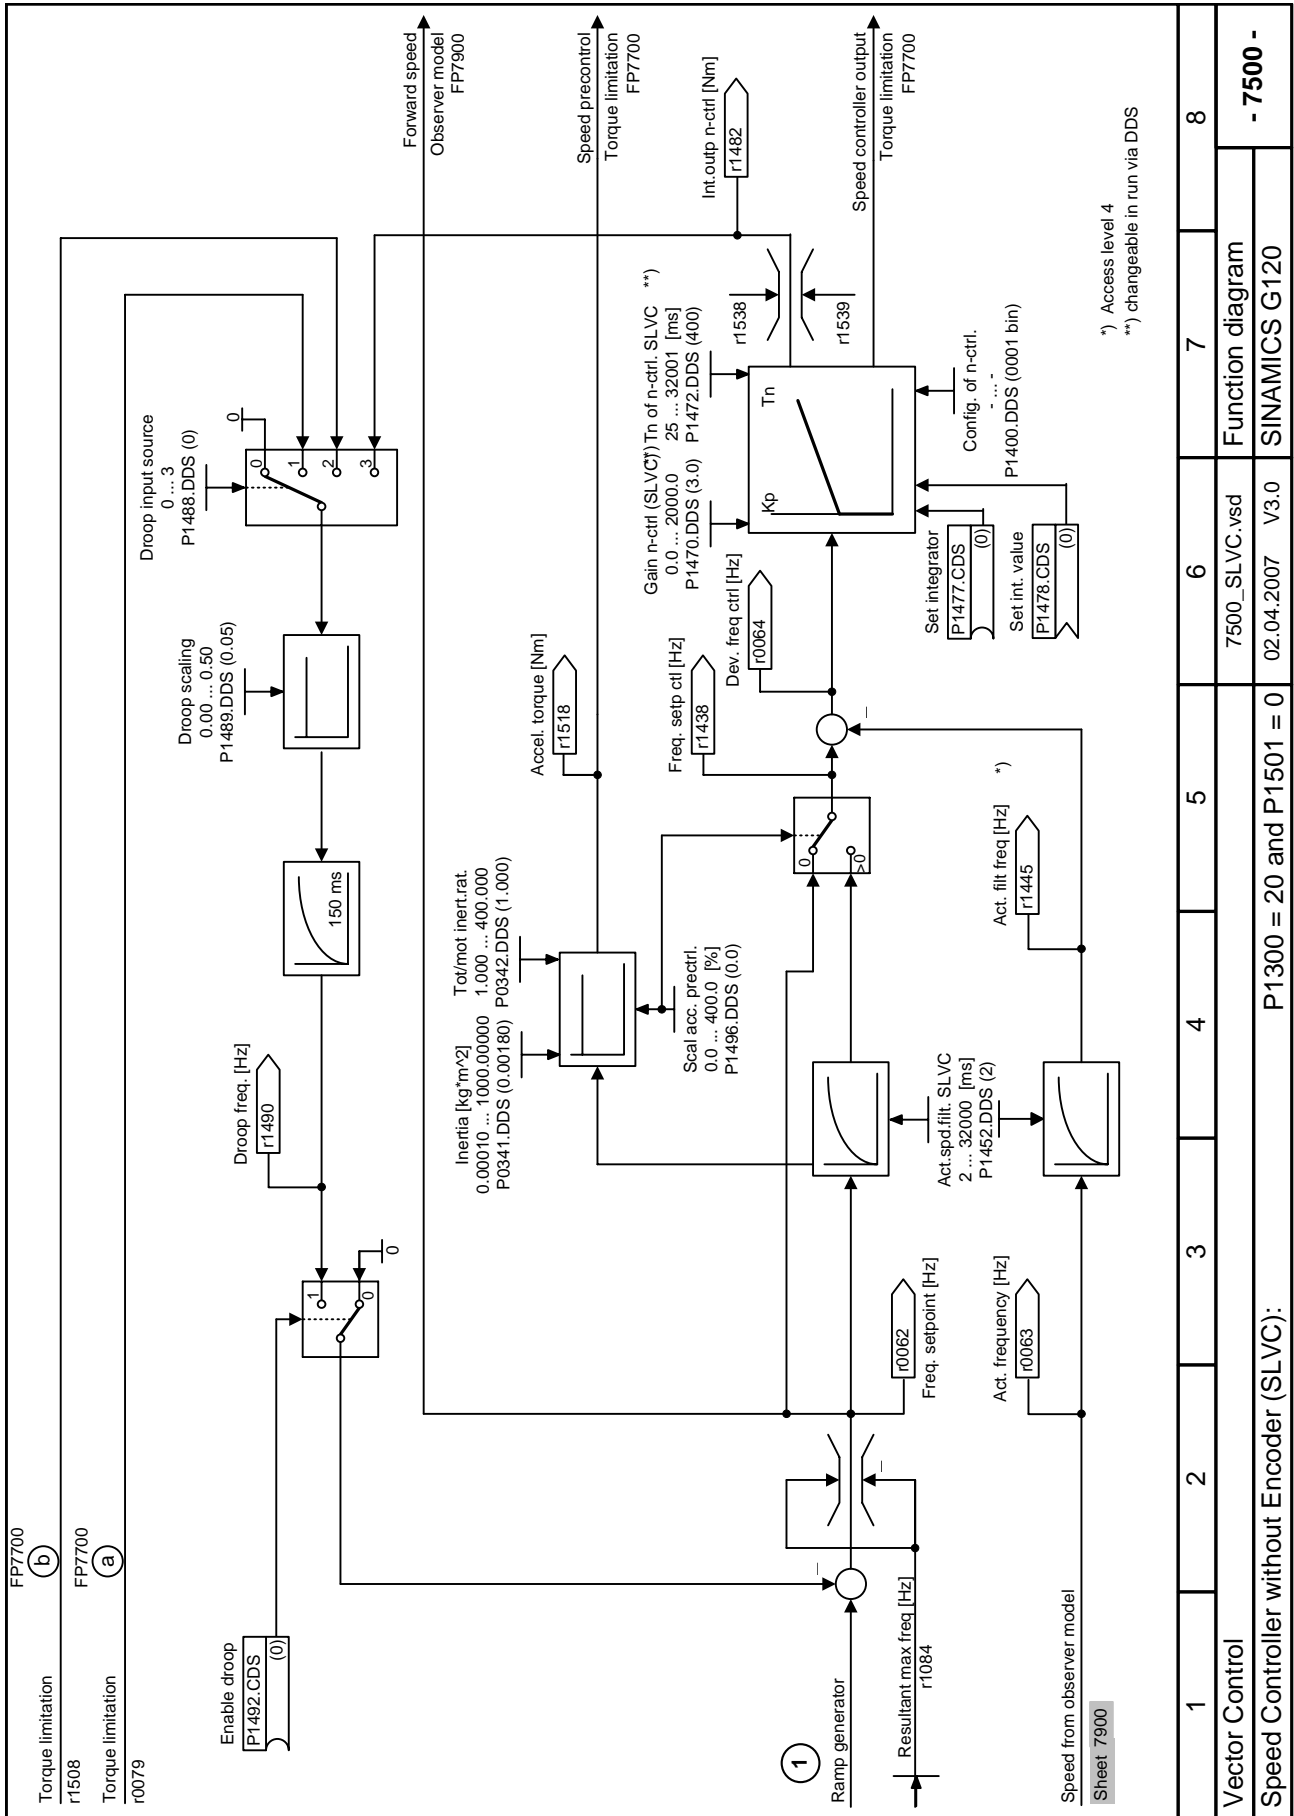 FP7700
b
Torque limitation
r1508
FP7700
a
Torque limitation
r0079
Enable droop
P1492.CDS
(0)
1
0
0
Droop freq. [Hz]
r1490
150 ms
Droop scaling
0.00 ... 0.50
P1489.DDS (0.05)
Droop input source
0 ... 3
P1488.DDS (0)
0
0
1
2
3
Forward speed
Observer model
FP7900
Speed precontrol
Torque limitation
FP7700
Int.outp n-ctrl [Nm]
r1482
Speed controller output
Torque limitation
FP7700
Inertia [kg*m^2]
0.00010 ... 1000.00000
P0341.DDS (0.00180)
Tot/mot inert.rat.
1.000 ... 400.000
P0342.DDS (1.000)
Accel. torque [Nm]
r1518
Scal acc. prectrl.
0.0 ... 400.0 [%]
P1496.DDS (0.0)
Freq. setp ctl [Hz]
r1438
Dev. freq ctrl [Hz]
r0064
Gain n-ctrl (SLVC)
**)
0.0 ... 2000.0
P1470.DDS (3.0)
Tn of n-ctrl. SLVC
**)
25 ... 32001 [ms]
P1472.DDS (400)
r1538
r1539
Kp
Tn
0
>0
1
Ramp generator
–
–
Resultant max freq [Hz]
r1084
r0062
Freq. setpoint [Hz]
Act.spd.filt. SLVC
2 ... 32000 [ms]
P1452.DDS (2)
–
Set integrator
P1477.CDS
(0)
Set int. value
P1478.CDS
(0)
Config. of n-ctrl.
- ... -
P1400.DDS (0001 bin)
Act. frequency [Hz]
r0063
Act. filt freq [Hz]
*)
r1445
Speed from observer model
Sheet 7900
*) Access level 4
**) changeable in run via DDS
1
2
3
4
5
6
7
8
Vector Control
7500_SLVC.vsd
Function diagram
- 7500 -
Speed Controller without Encoder (SLVC):
P1300 = 20 and P1501 = 0
02.04.2007 V3.0
SINAMICS G120